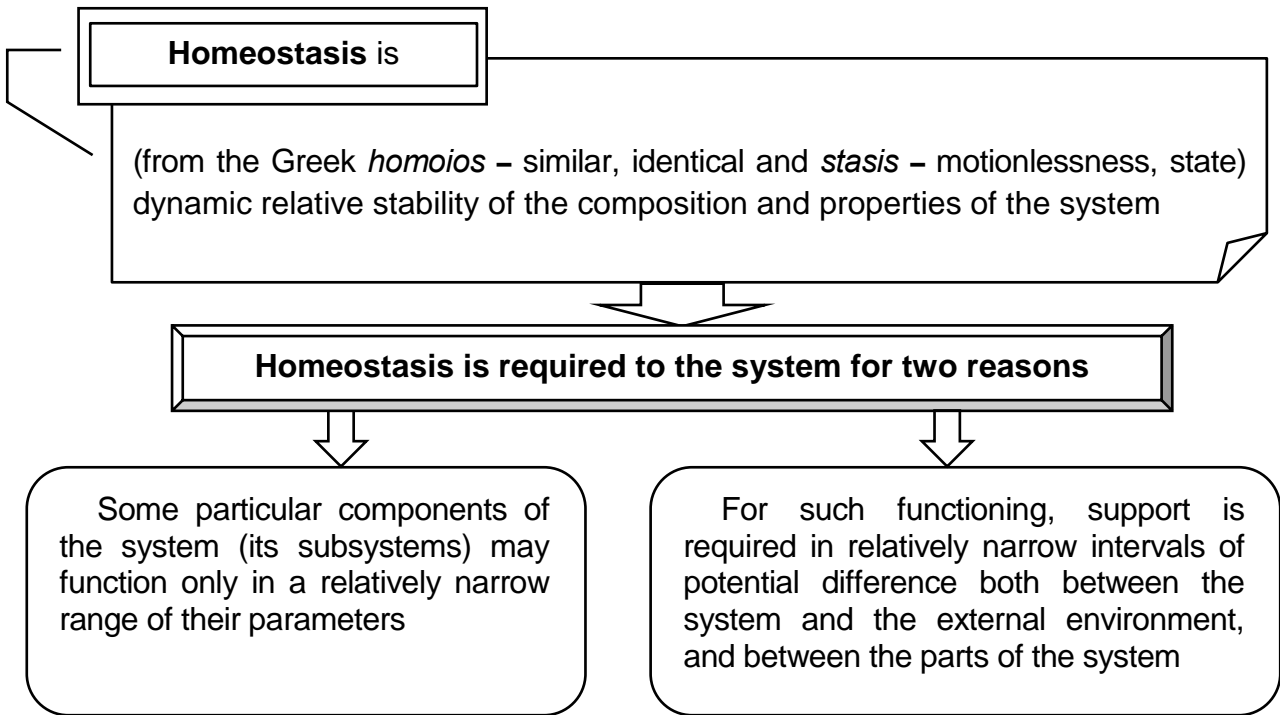 Homeostasis is
(from the Greek homoios – similar, identical and stasis – motionlessness, state)
dynamic relative stability of the composition and properties of the system
Homeostasis is required to the system for two reasons
Some particular components of
the system (its subsystems) may
function only in a relatively narrow
range of their parameters
For such functioning, support is
required in relatively narrow intervals of
potential difference both between the
system and the external environment,
and between the parts of the system